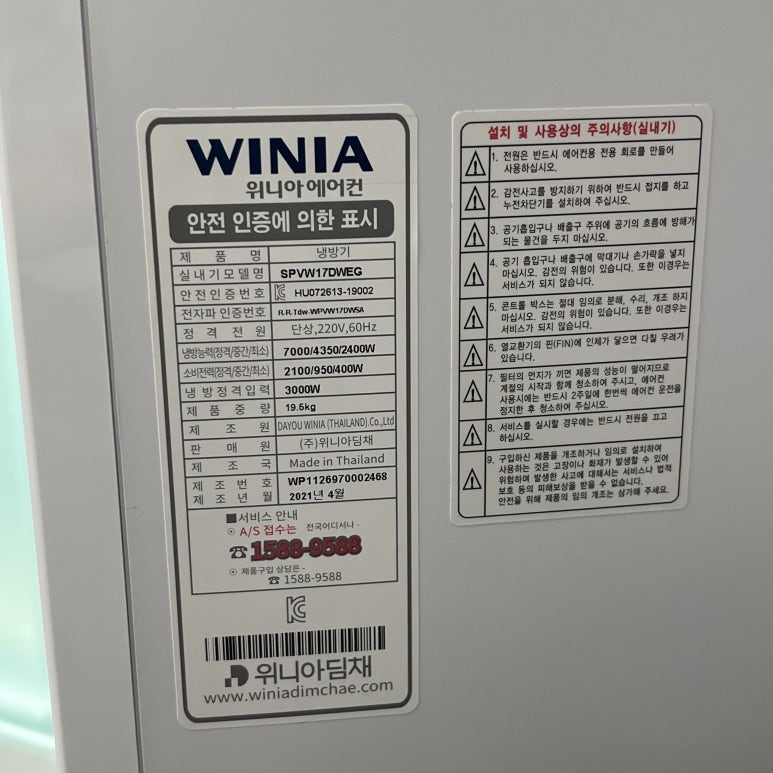 WINIA
위니아에어컨
안전 인증에 의한 표시
제 품 명 냉방기
실내기모델명 SPVW17DWEG
안전인증번호 HU072613-19002
전자파 인증번호 R-R-Tdw-WPVW17DWSA
정 격 전 원 단상,220V,60Hz
냉방능력(정격/중간/최소) 7000/4350/2400W
소비전력(정격/중간/최소) 2100/950/400W
냉방정격입력 3000W
제 품 중 량 19.5kg
제 조 원 DAYOU WINIA (THAILAND).Co.,Ltd
판 매 원 (주)위니아딤채
제 조 국 Made in Thailand
제 조 번 호 WP1126970002468
제 조 년 월 2021년 4월
■서비스 안내
⊙ A/S 접수는 전국어디서나 -
☎ 1588-9588
⊙ 제품구입 상담은 -
☎ 1588-9588
위니아딤채
www.winiadimchae.com
설치 및 사용상의 주의사항(실내기)
1. 전원은 반드시 에어컨용 전용 회로를 만들어
사용하십시오.
2. 감전사고를 방지하기 위하여 반드시 접지를 하고
누전차단기를 설치하여 주십시오.
3. 공기흡입구나 배출구 주위에 공기의 흐름에 방해가
되는 물건을 두지 마십시오.
4. 공기 흡입구나 배출구에 막대기나 손가락을 넣지
마십시오. 감전의 위험이 있습니다. 또한 이경우는
서비스가 되지 않습니다.
5. 콘트롤 박스는 절대 임의로 분해, 수리, 개조 하지
마십시오. 감전의 위험이 있습니다. 또한 이경우는
서비스가 되지 않습니다.
6. 열교환기의 핀(FIN)에 인체가 닿으면 다칠 우려가
있습니다.
7. 필터의 먼지가 끼면 제품의 성능이 떨어지므로
계절의 시작과 함께 청소하여 주시고, 에어컨
사용시에는 반드시 2주일에 한번씩 에어컨 운전을
정지한 후 청소하여 주십시오.
8. 서비스를 실시할 경우에는 반드시 전원을 끄고
하십시오.
9. 구입하신 제품을 개조하거나 임의로 설치하여
사용하는 것은 고장이나 화재가 발생할 수 있어
위험하며 발생한 사고에 대해서는 서비스나 법적
보호 등의 피해보상을 받을 수 없습니다.
안전을 위해 제품의 임의 개조는 삼가해 주세요.